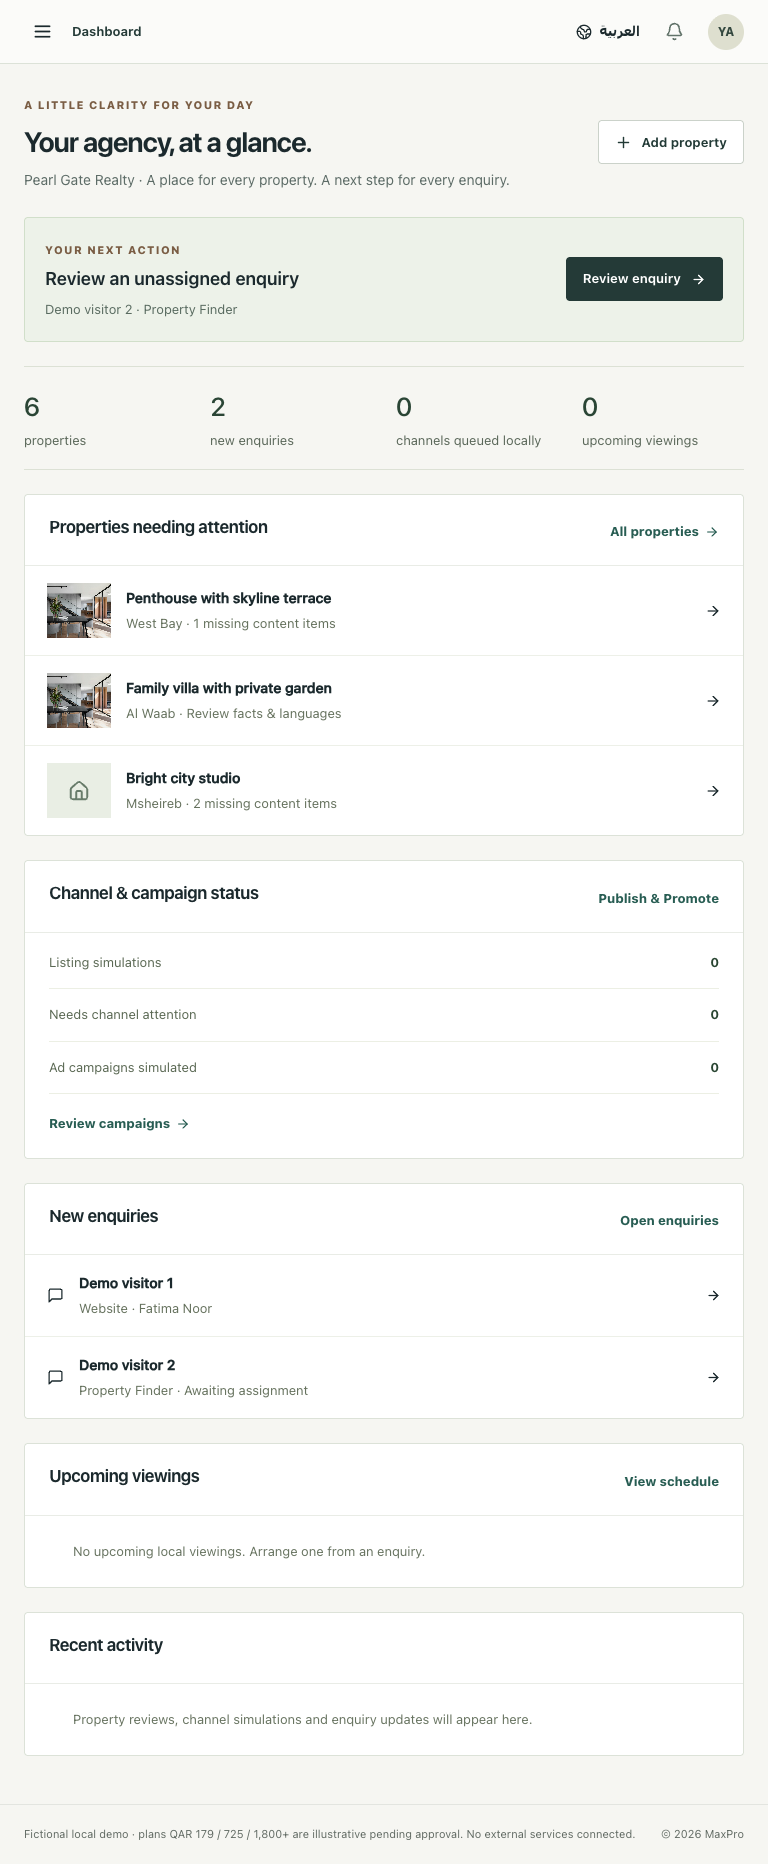 Dashboard
العربية
YA
A LITTLE CLARITY FOR YOUR DAY
Your agency, at a glance.
Add property
Pearl Gate Realty · A place for every property. A next step for every enquiry.
YOUR NEXT ACTION
Review an unassigned enquiry
Review enquiry →
Demo visitor 2 · Property Finder
6
properties
2
new enquiries
0
channels queued locally
0
upcoming viewings
Properties needing attention
All properties →
Penthouse with skyline terrace
West Bay · 1 missing content items
Family villa with private garden
Al Waab · Review facts & languages
Bright city studio
Msheireb · 2 missing content items
Channel & campaign status
Publish & Promote
Listing simulations 0
Needs channel attention 0
Ad campaigns simulated 0
Review campaigns →
New enquiries
Open enquiries
Demo visitor 1
Website · Fatima Noor
Demo visitor 2
Property Finder · Awaiting assignment
Upcoming viewings
View schedule
No upcoming local viewings. Arrange one from an enquiry.
Recent activity
Property reviews, channel simulations and enquiry updates will appear here.
Fictional local demo · plans QAR 179 / 725 / 1,800+ are illustrative pending approval. No external services connected.
© 2026 MaxPro